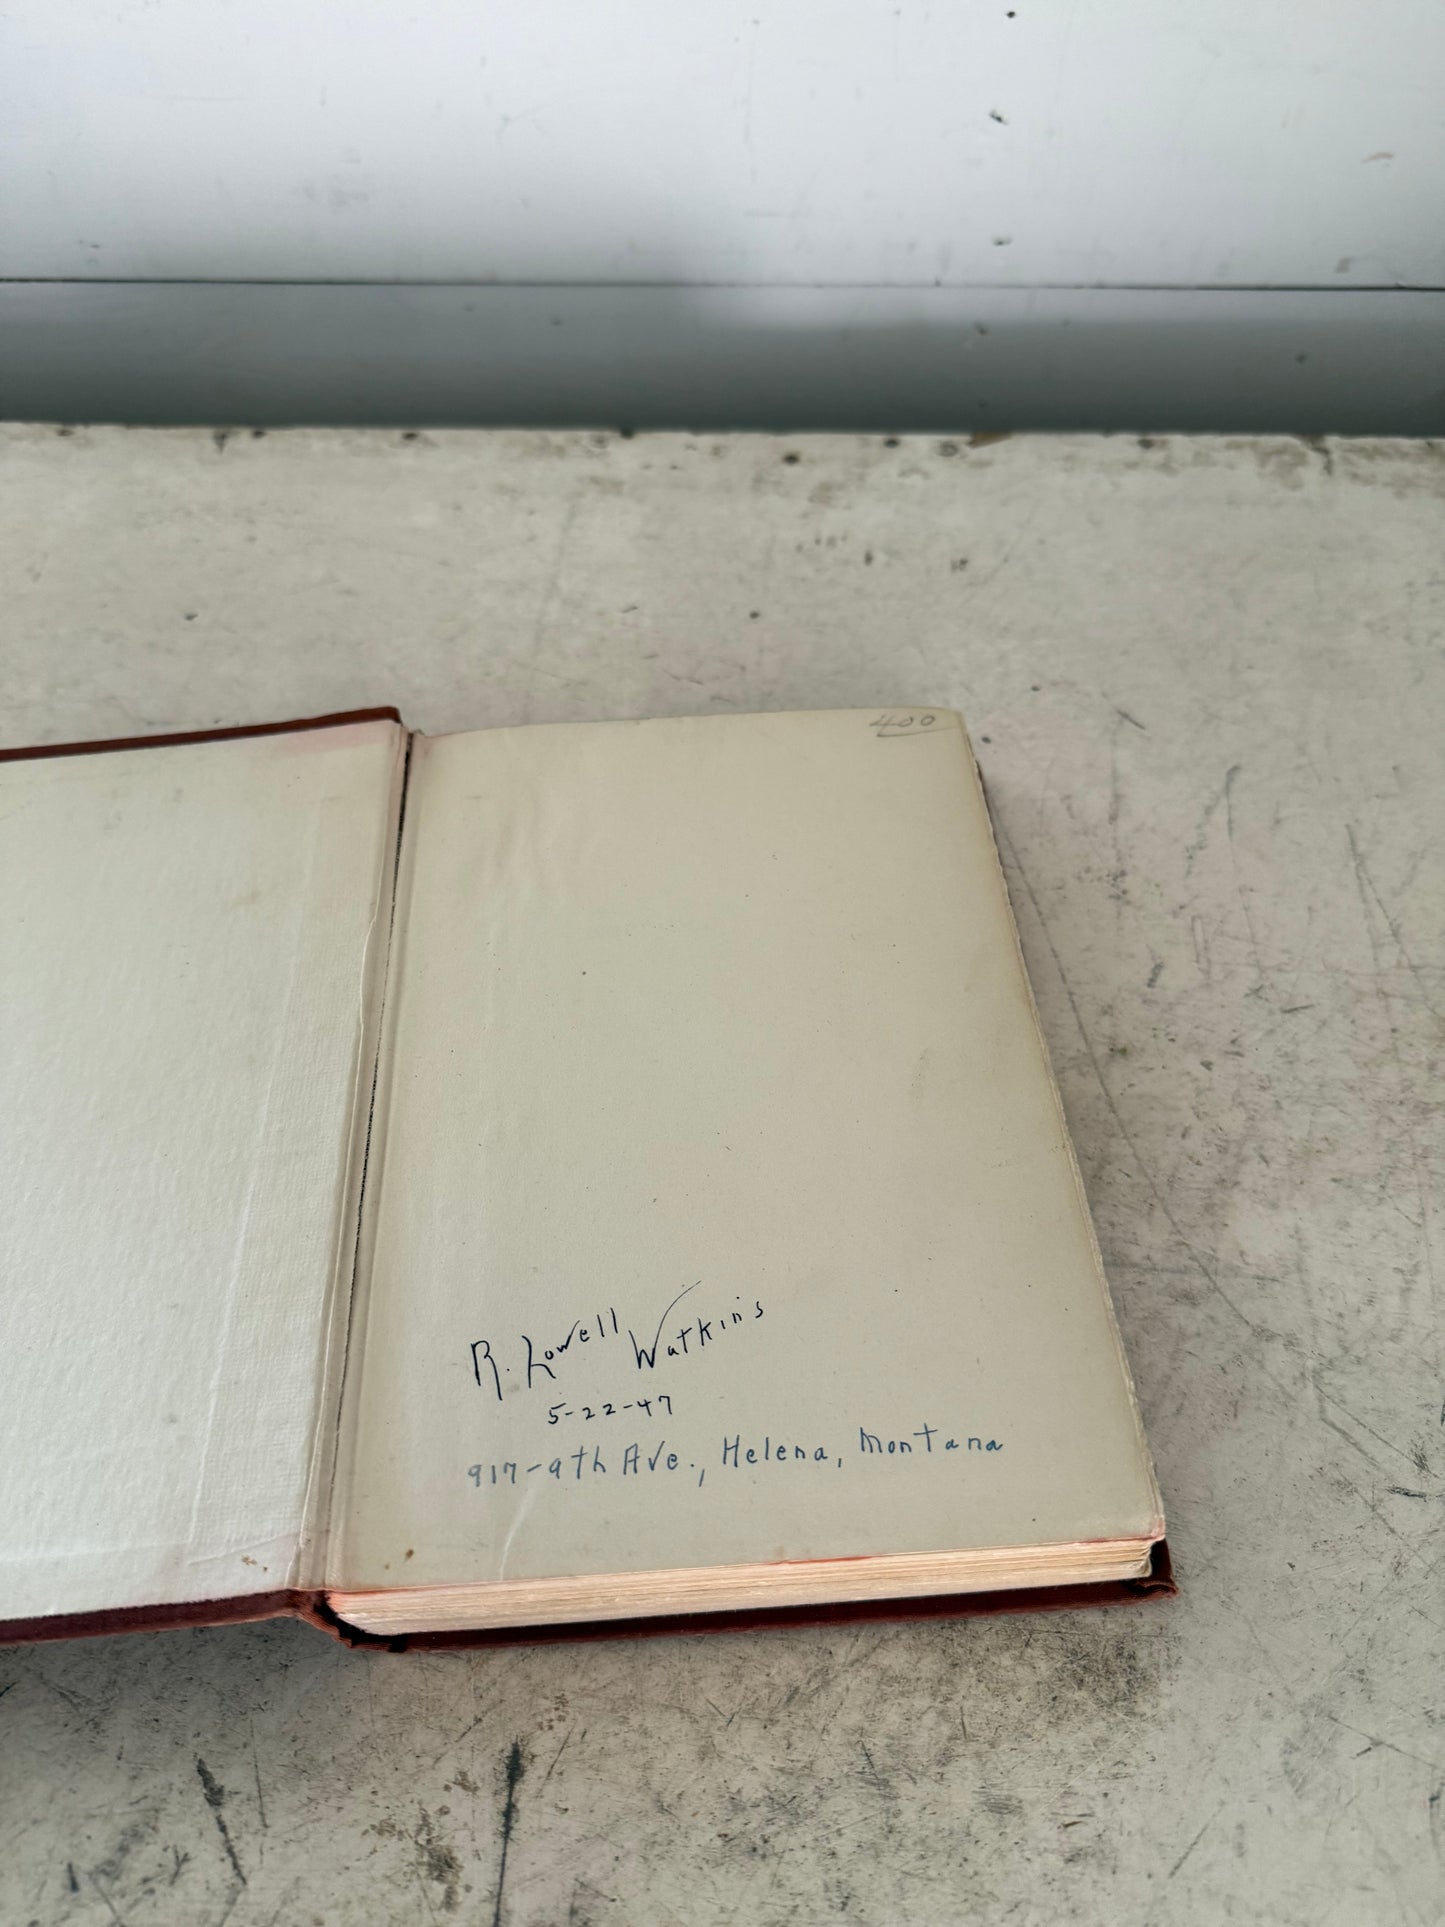 400
R. Lowell Watkins
5-22-47
917-9th Ave., Helena, Montana